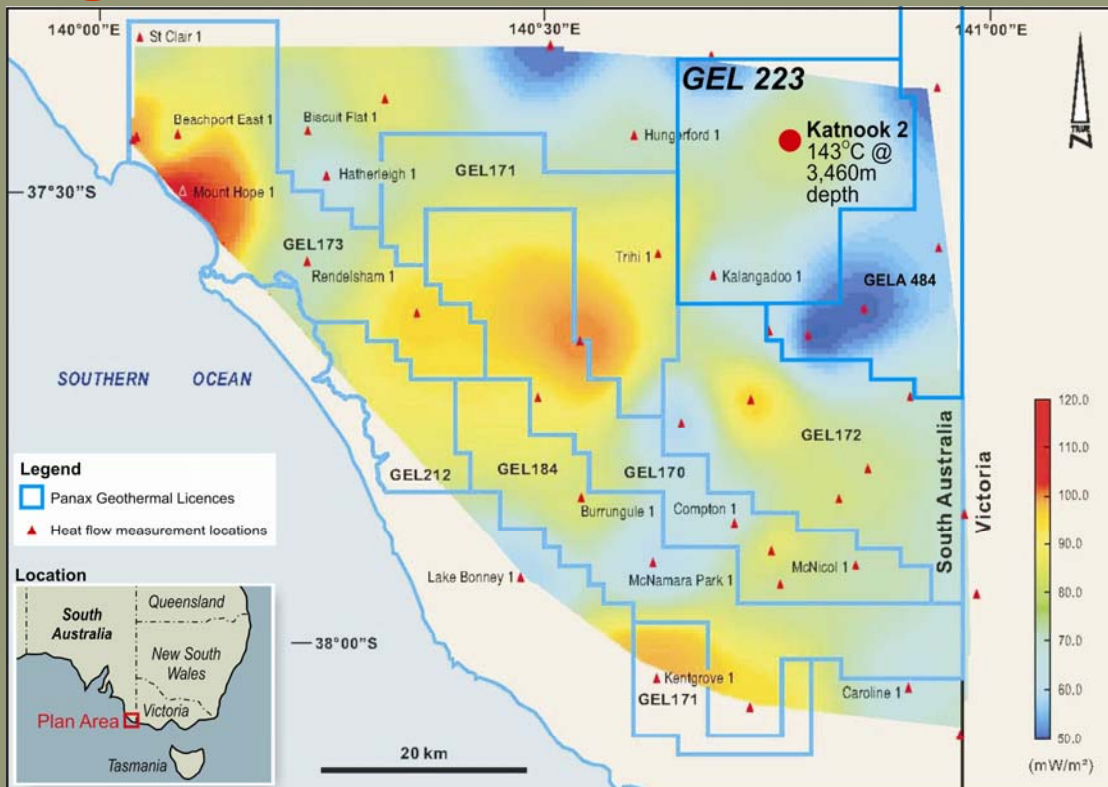 140°00"E
140°30"E
141°00"E
St Clair 1
GEL 223
Beachport East 1
Biscuit Flat 1
Hungerford 1
Katnook 2
143°C @
3,460m
depth
TRUE
Hatherleigh 1
GEL171
37°30"S
Mount Hope 1
GEL173
Rendelsham 1
Trihi 1
Kalangadoo 1
GELA 484
SOUTHERN OCEAN
120.0
110.0
100.0
90.0
80.0
70.0
60.0
50.0
(mW/m²)
GEL172
South Australia
Victoria
Legend
Panax Geothermal Licences
Heat flow measurement locations
GEL212
GEL184
GEL170
Burrungule 1
Compton 1
Lake Bonney 1
McNamara Park 1
McNicol 1
38°00"S
Kentgrove 1
GEL171
Caroline 1
20 km
Location
South
Australia
Queensland
New South
Wales
Victoria
Plan Area
Tasmania